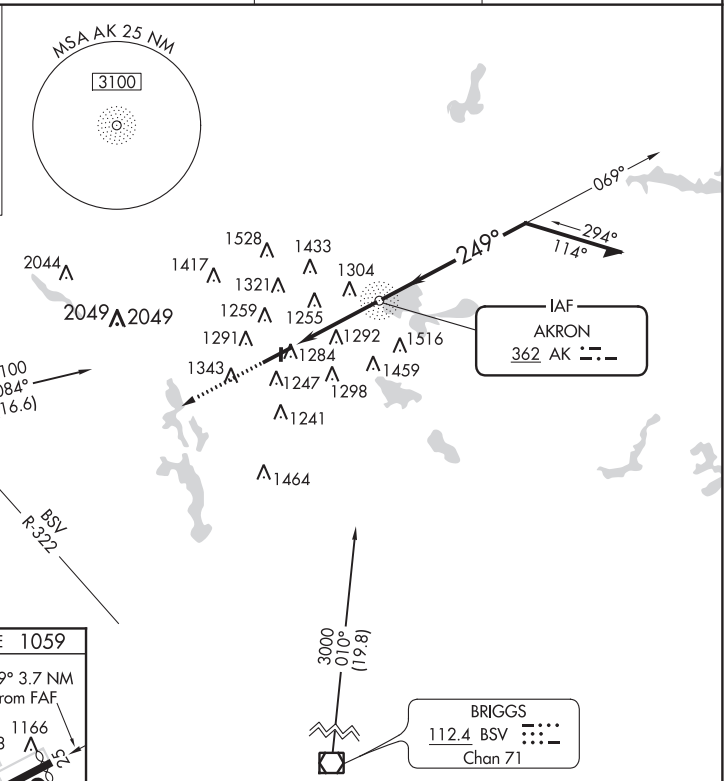 MSA AK 25 NM
3100
069°
294°
114°
249°
1528
1433
2044
1417
1321
1304
2049
2049
1259
1255
IAF
AKRON
362 AK
1291
1292
1516
1284
1343
1459
1247
1298
1241
100
084°
16.6)
1464
BSV
R-322
3000
010°
(19.8)
E 1059
9° 3.7 NM
rom FAF
1166
25
BRIGGS
112.4 BSV
Chan 71